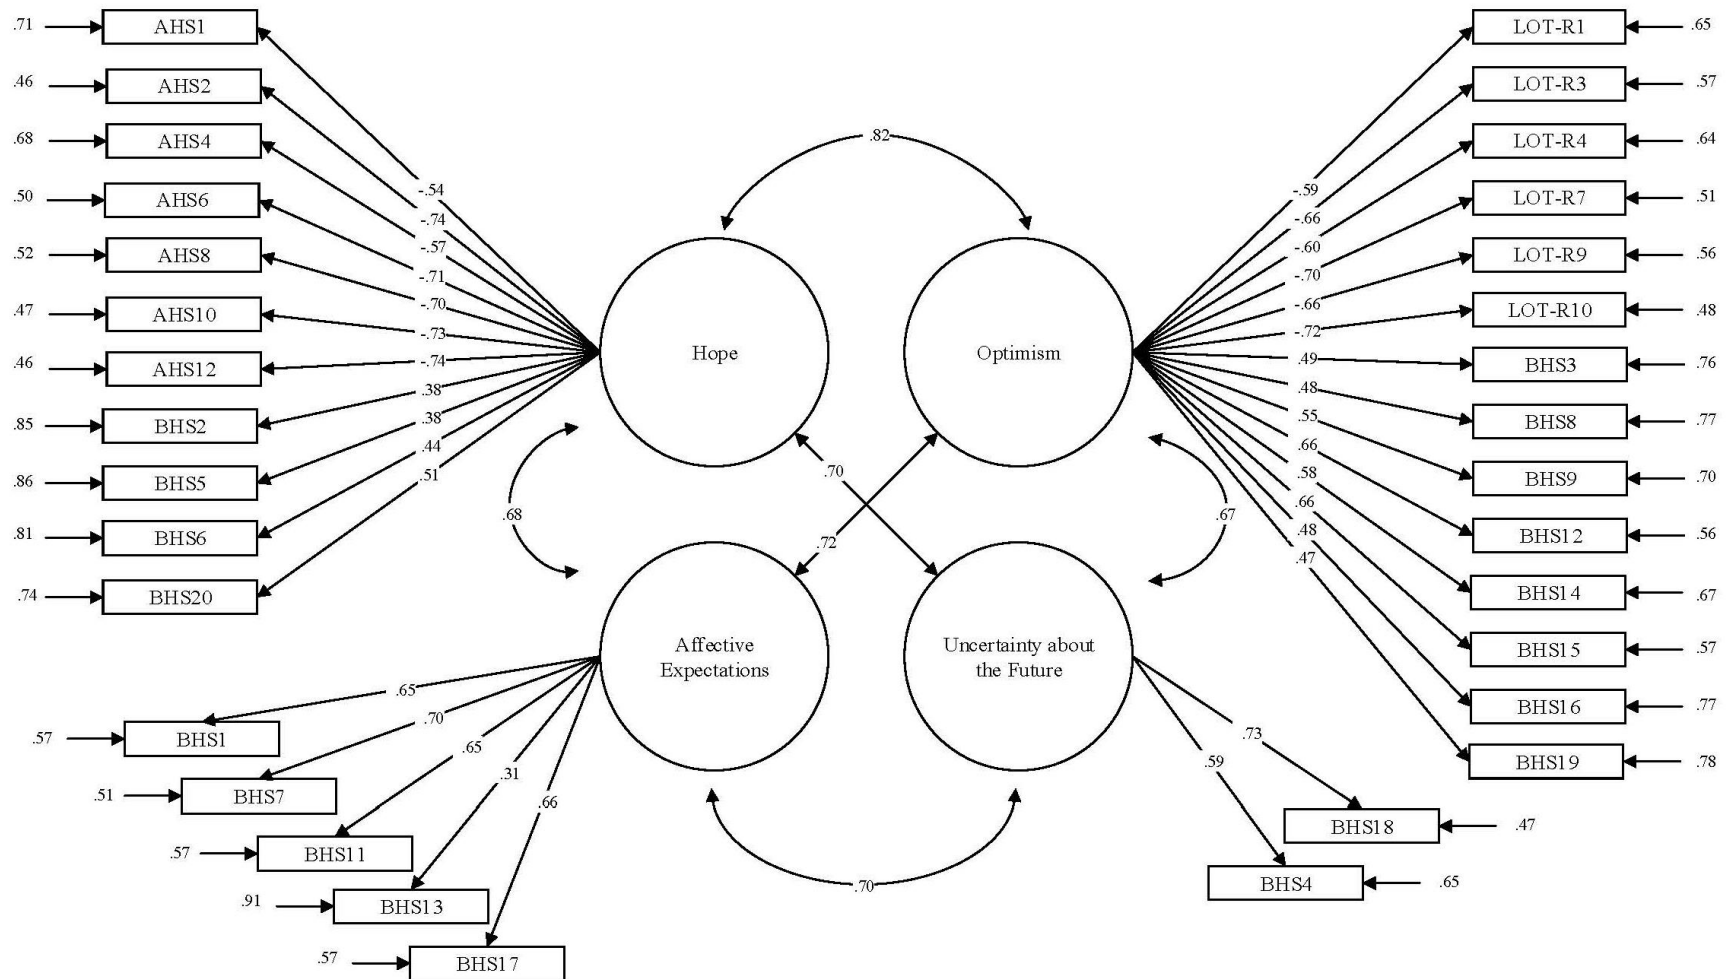 .71 AHS1
.46 AHS2
.68 AHS4
.50 AHS6
.52 AHS8
.47 AHS10
.46 AHS12
.85 BHS2
.86 BHS5
.81 BHS6
.74 BHS20
-.54
-.74
-.57
-.71
-.70
-.73
-.74
.38
.38
.44
.51
Hope
Optimism
.82
.68
.70
.72
.67
Affective
Expectations
Uncertainty about
the Future
.70
-.59
-.66
-.60
-.70
-.66
-.72
.49
.48
.55
.66
.58
.66
.48
.47
LOT-R1 .65
LOT-R3 .57
LOT-R4 .64
LOT-R7 .51
LOT-R9 .56
LOT-R10 .48
BHS3 .76
BHS8 .77
BHS9 .70
BHS12 .56
BHS14 .67
BHS15 .57
BHS16 .77
BHS19 .78
.65
.70
.65
.31
.66
.57 BHS1
.51 BHS7
.57 BHS11
.91 BHS13
.57 BHS17
.73
.59
BHS18 .47
BHS4 .65